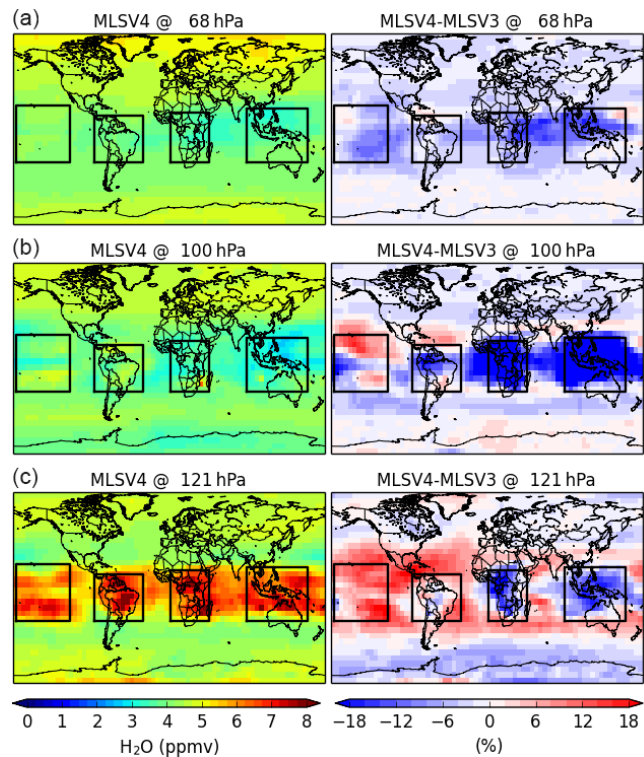 (a) MLSV4 @ 68 hPa MLSV4-MLSV3 @ 68 hPa
(b) MLSV4 @ 100 hPa MLSV4-MLSV3 @ 100 hPa
(c) MLSV4 @ 121 hPa MLSV4-MLSV3 @ 121 hPa
0 1 2 3 4 5 6 7 8 −18 −12 −6 0 6 12 18
H₂O (ppmv) (%)